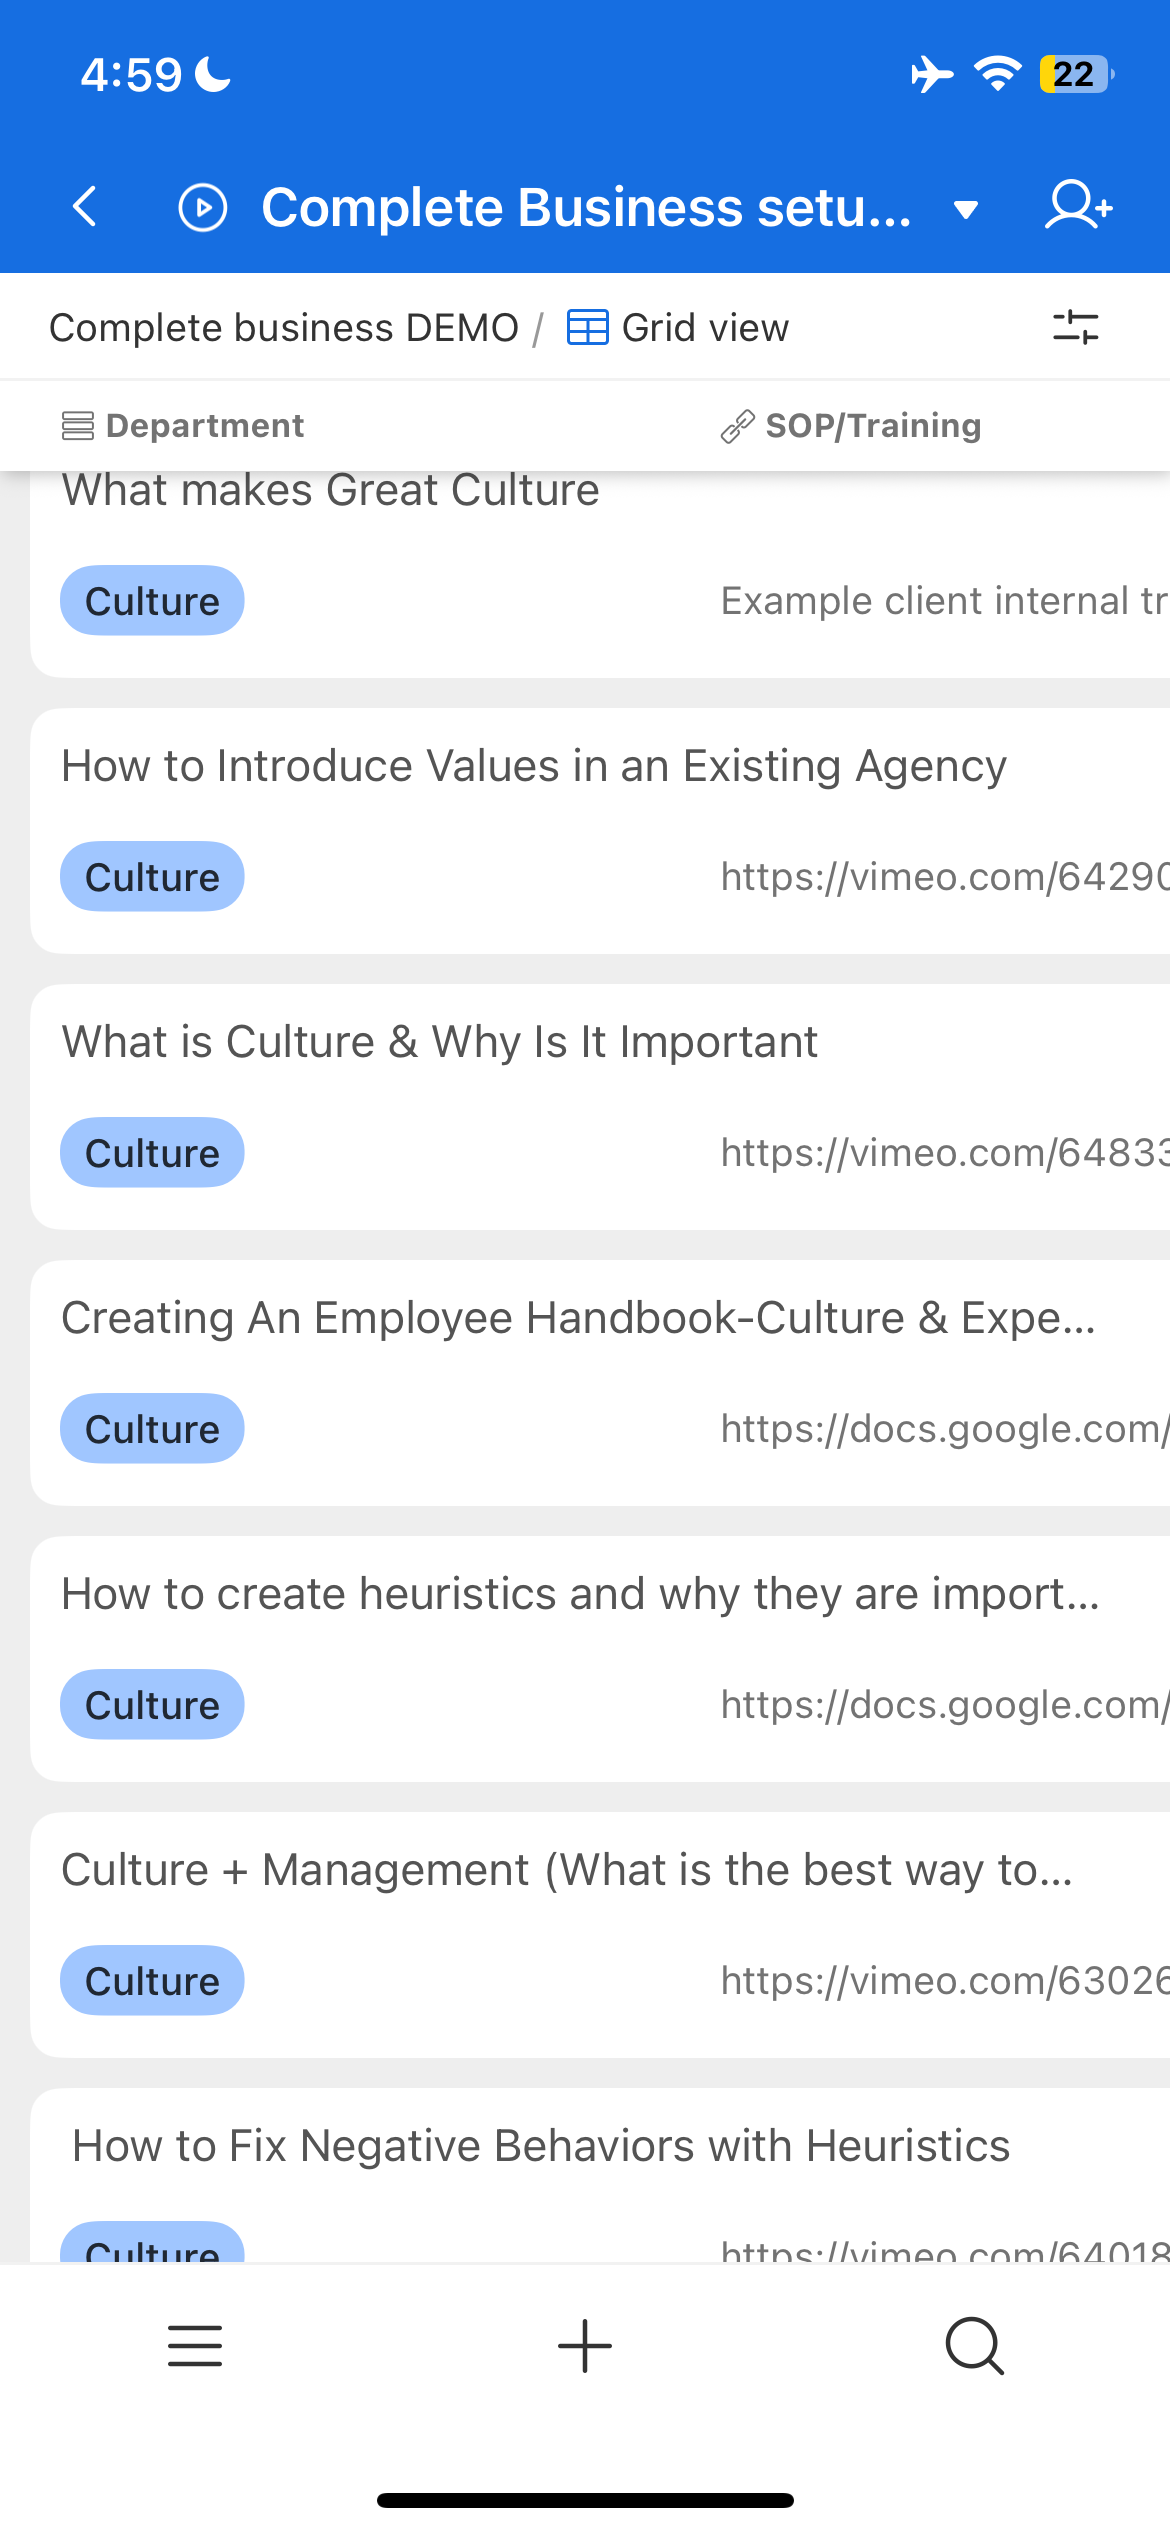 4:59
22
Complete Business setu...
Complete business DEMO / Grid view
Department SOP/Training
What makes Great Culture
Culture Example client internal tr
How to Introduce Values in an Existing Agency
Culture https://vimeo.com/64290
What is Culture & Why Is It Important
Culture https://vimeo.com/64833
Creating An Employee Handbook-Culture & Expe...
Culture https://docs.google.com/
How to create heuristics and why they are import...
Culture https://docs.google.com/
Culture + Management (What is the best way to...
Culture https://vimeo.com/63026
How to Fix Negative Behaviors with Heuristics
Culture https://vimeo.com/64018